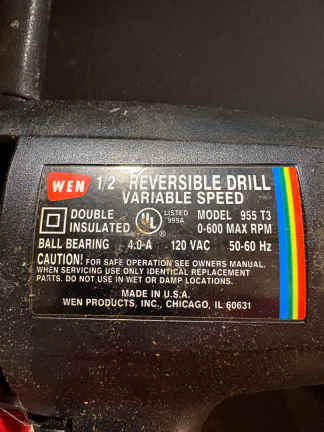 WEN 1/2 REVERSIBLE DRILL
VARIABLE SPEED
DOUBLE INSULATED
UL LISTED 999A
MODEL 955 T3
0-600 MAX RPM
BALL BEARING 4.0-A 120 VAC 50-60 Hz
CAUTION! FOR SAFE OPERATION SEE OWNERS MANUAL.
WHEN SERVICING USE ONLY IDENTICAL REPLACEMENT
PARTS. DO NOT USE IN WET OR DAMP LOCATIONS.
MADE IN U.S.A.
WEN PRODUCTS, INC., CHICAGO, IL 60631